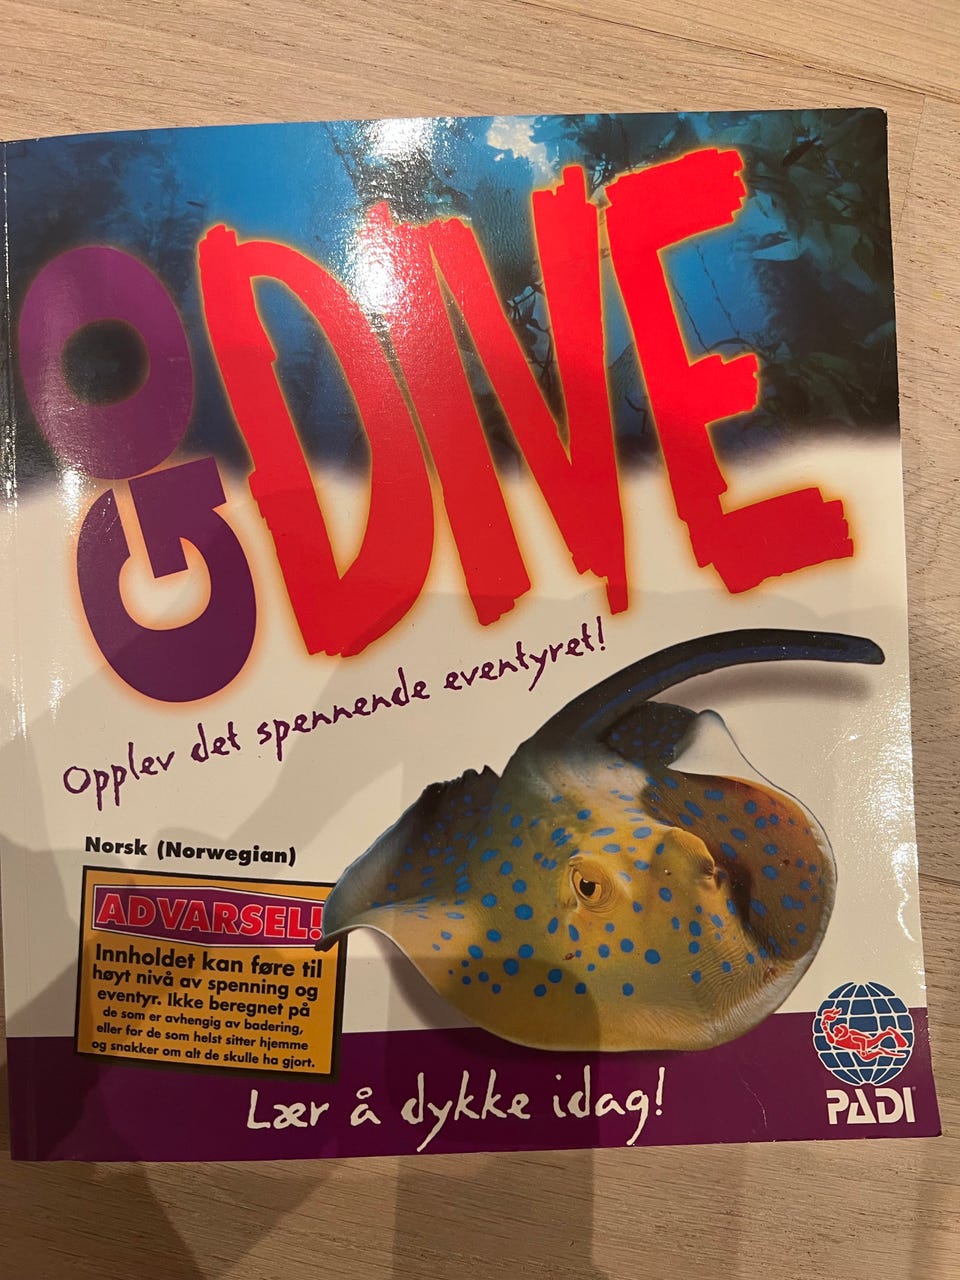 GO DIVE
Opplev det spennende eventyret!
Norsk (Norwegian)
ADVARSEL!
Innholdet kan føre til
høyt nivå av spenning og
eventyr. Ikke beregnet på
de som er avhengig av badering,
eller for de som helst sitter hjemme
og snakker om alt de skulle ha gjort.
Lær å dykke idag!
PADI